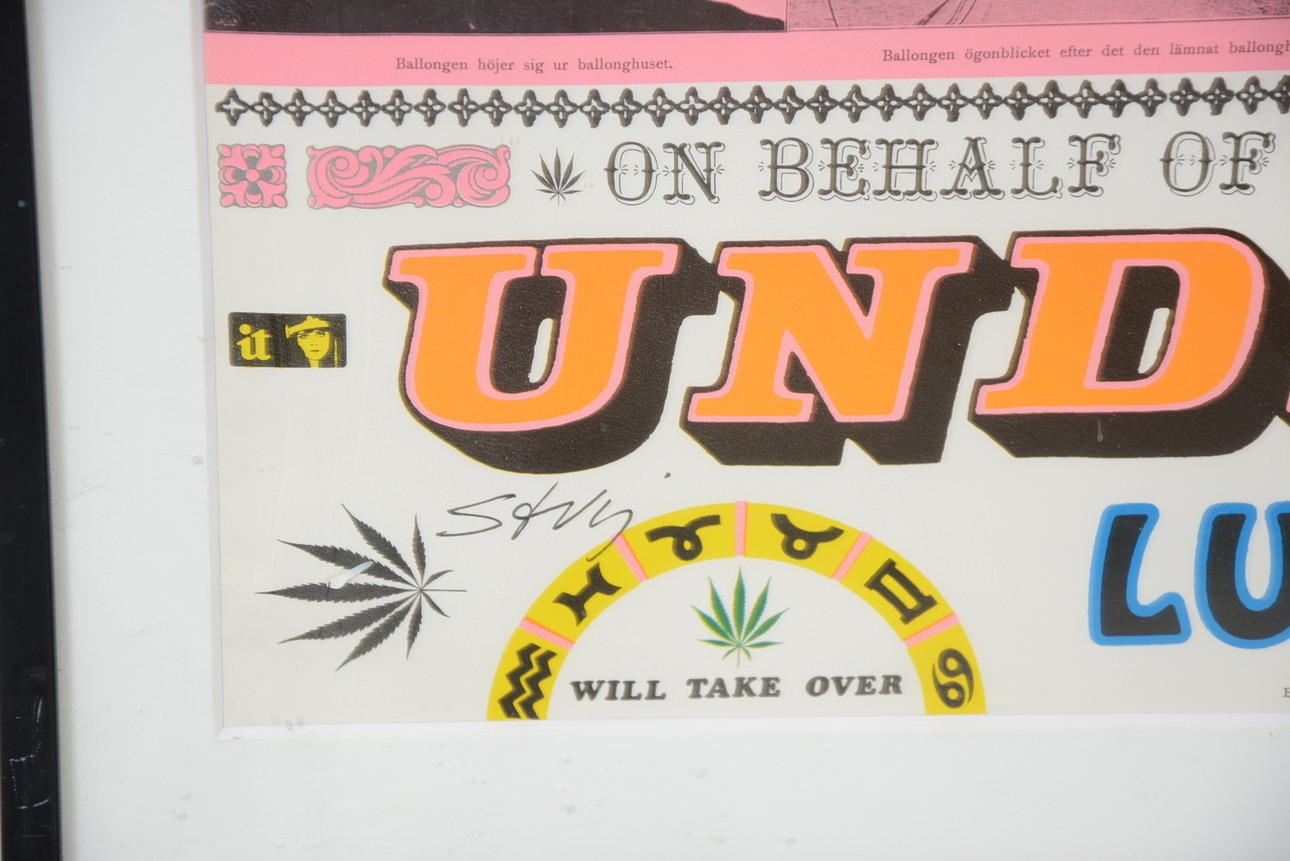 Ballongen höjer sig ur ballonghuset.
Ballongen ögonblicket efter det den lämnat
ON BEHALF OF
UND
it
LU
WILL TAKE OVER